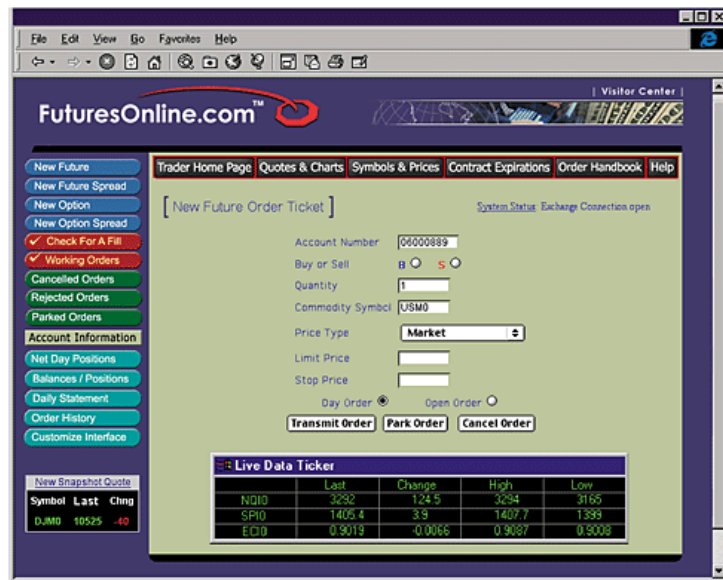 File Edit View Go Favorites Help
| Visitor Center |
FuturesOnline.com™
New Future
New Future Spread
New Option
New Option Spread
Check For A Fill
Working Orders
Cancelled Orders
Rejected Orders
Parked Orders
Account Information
Net Day Positions
Balances / Positions
Daily Statement
Order History
Customize Interface
New Snapshot Quote
Symbol Last Chng
DJM0 10525 -40
Trader Home Page Quotes & Charts Symbols & Prices Contract Expirations Order Handbook Help
[ New Future Order Ticket ]
System Status: Exchange Connection open
Account Number 06000889
Buy or Sell B S
Quantity 1
Commodity Symbol USM0
Price Type Market
Limit Price
Stop Price
Day Order Open Order
Transmit Order Park Order Cancel Order
Live Data Ticker
Last Change High Low
NQI0 3292 124.5 3294 3165
SPI0 1405.4 3.9 1407.7 1399
ECI0 0.9019 -0.0066 0.9087 0.9008